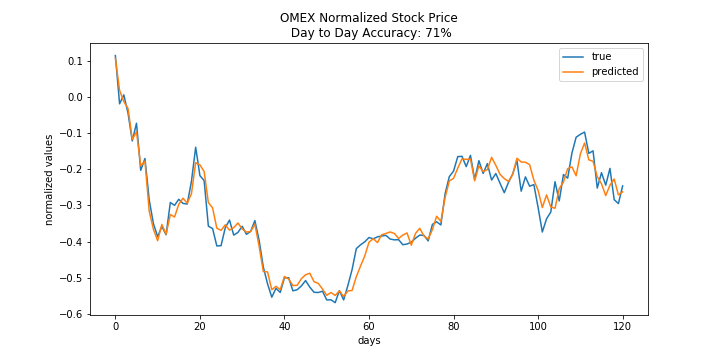 OMEX Normalized Stock Price
Day to Day Accuracy: 71%
true
predicted
normalized values
0.1
0.0
−0.1
−0.2
−0.3
−0.4
−0.5
−0.6
0
20
40
60
80
100
120
days